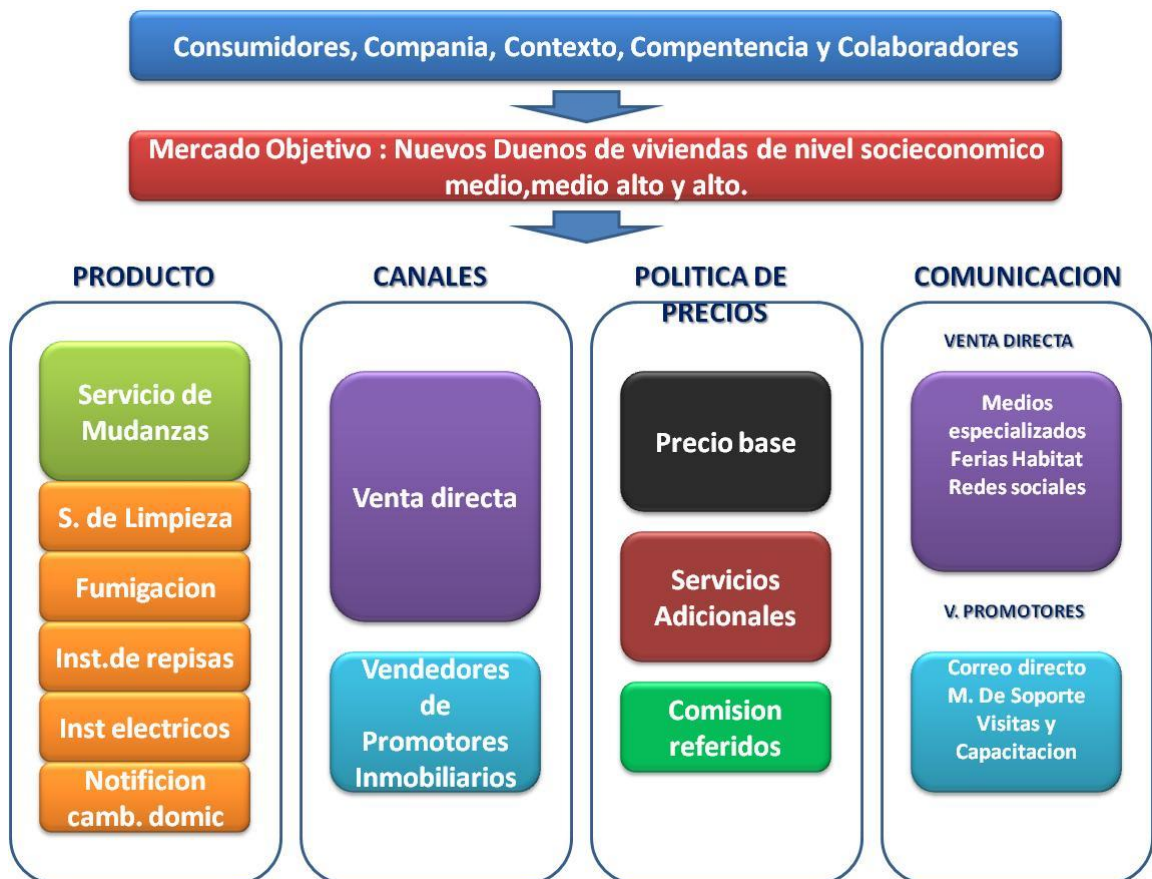 Consumidores, Compania, Contexto, Compentencia y Colaboradores
Mercado Objetivo : Nuevos Duenos de viviendas de nivel socieconomico
medio,medio alto y alto.
PRODUCTO
Servicio de
Mudanzas
S. de Limpieza
Fumigacion
Inst.de repisas
Inst electricos
Notificion
camb. domic
CANALES
Venta directa
Vendedores
de
Promotores
Inmobiliarios
POLITICA DE
PRECIOS
Precio base
Servicios
Adicionales
Comision
referidos
COMUNICACION
VENTA DIRECTA
Medios
especializados
Ferias Habitat
Redes sociales
V. PROMOTORES
Correo directo
M. De Soporte
Visitas y
Capacitacion